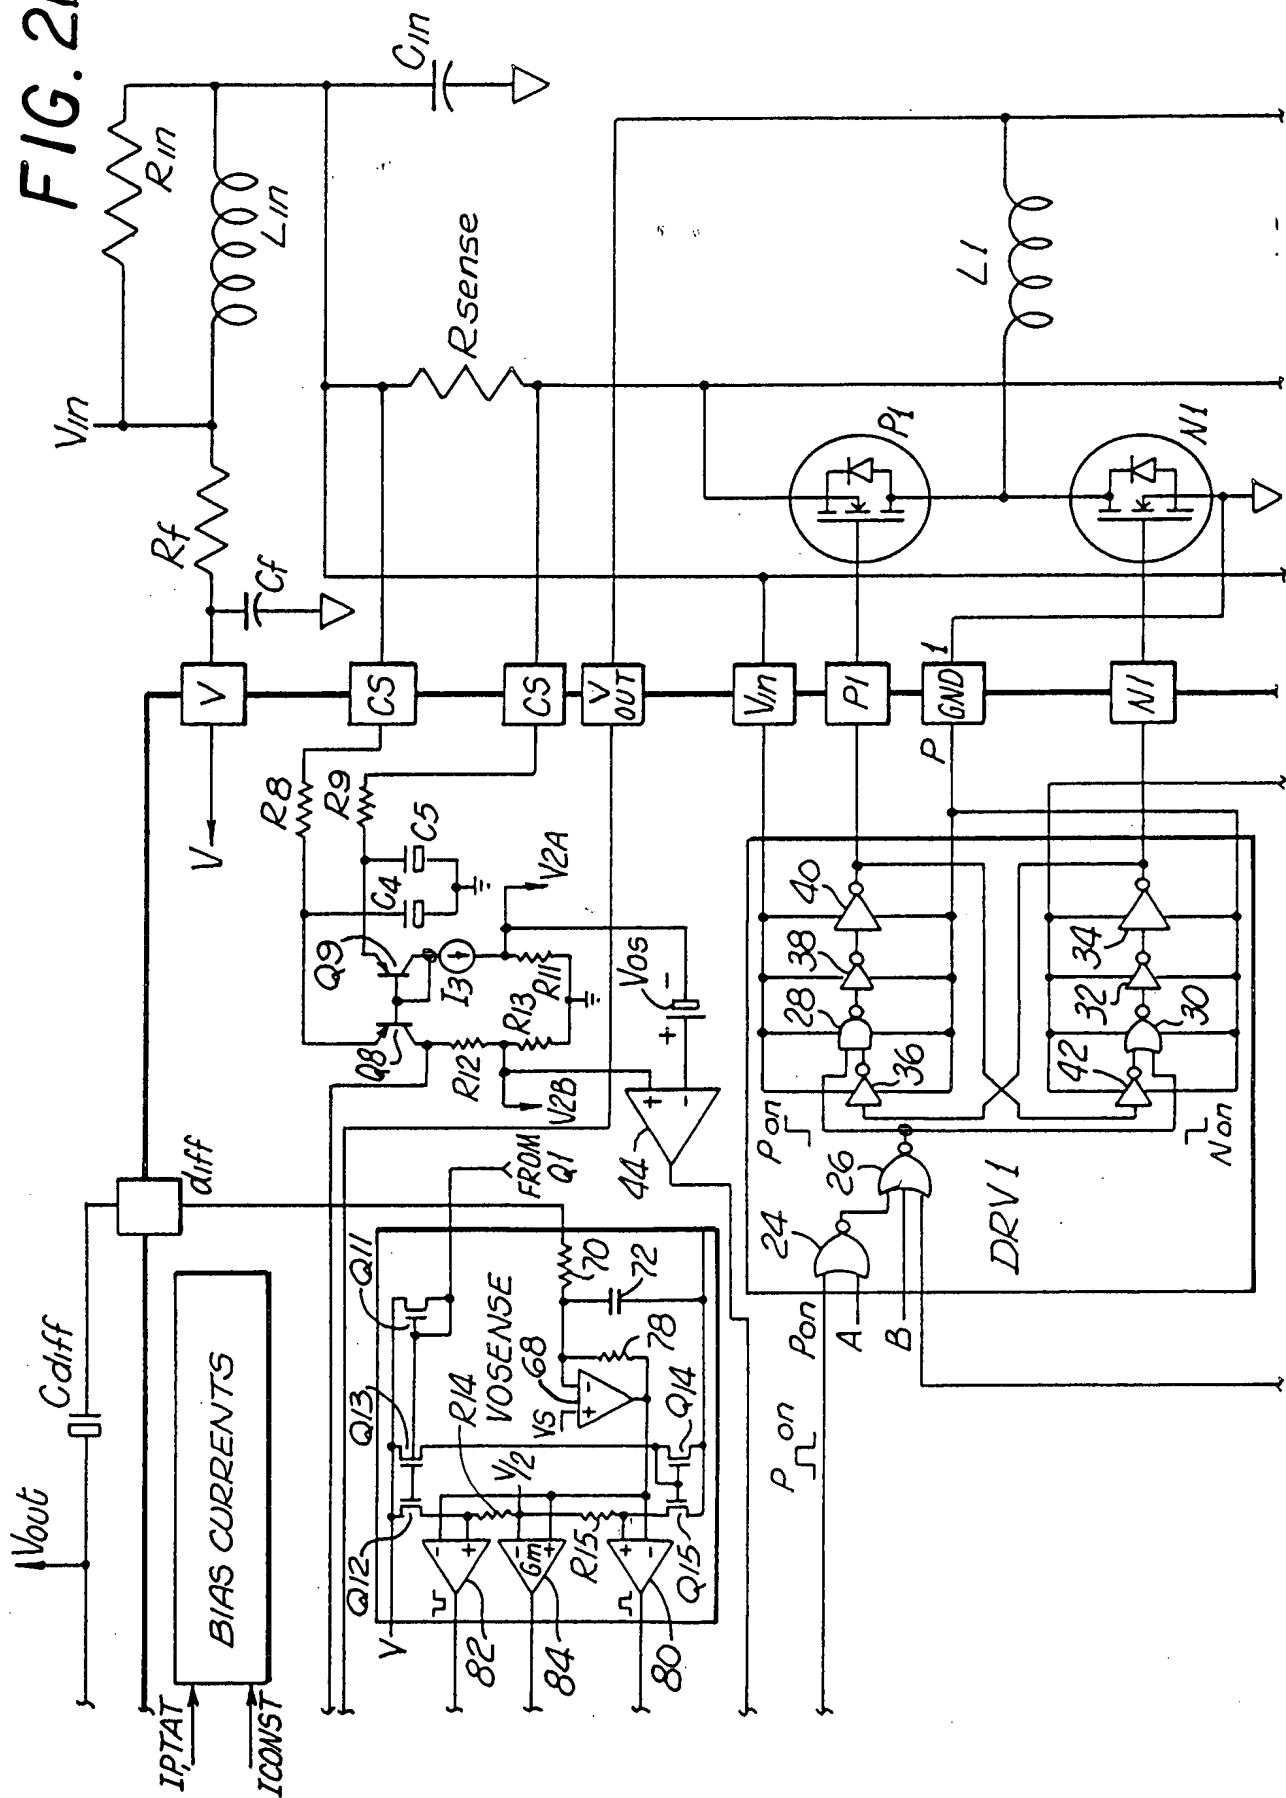 FIG. 2
Rin
Lin
Cin
Vin
Rf
Cf
Rsense
L1
P1
N1
V
CS
CS
V OUT
Vin
P1
P GND 1
N1
V
R8
R9
C4
C5
Q9
Q8
I3
V2A
R11
R12
R13
V2B
Vos
+
-
+
-
44
FROM Q1
diff
Cdiff
Vout
BIAS CURRENTS
IPTAT
ICONST
Q11
Q13
Q12
V
R14
VOSENSE
68
VS
+
-
70
72
78
V/2
-
+
-
Gm
+
R15
+
-
Q14
Q15
82
84
80
40
38
28
36
34
32
30
42
Pon
Non
26
24
DRV 1
Pon
A
B
P on